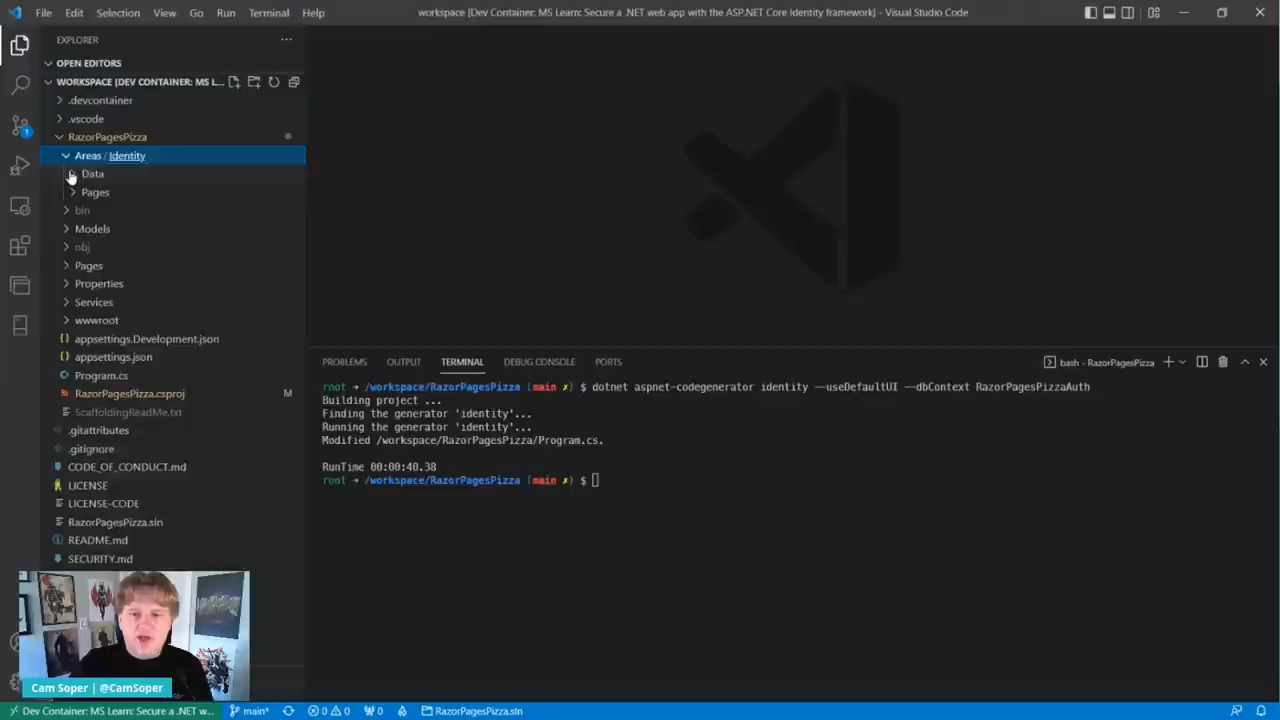 File Edit Selection View Go Run Terminal Help
workspace [Dev Container: MS Learn: Secure a .NET web app with the ASP.NET Core Identity framework] - Visual Studio Code
EXPLORER
OPEN EDITORS
WORKSPACE [DEV CONTAINER: MS L...
.devcontainer
.vscode
RazorPagesPizza
Areas / Identity
Data
Pages
bin
Models
obj
Pages
Properties
Services
wwwroot
appsettings.Development.json
appsettings.json
Program.cs
RazorPagesPizza.csproj M
ScaffoldingReadMe.txt
.gitattributes
.gitignore
CODE_OF_CONDUCT.md
LICENSE
LICENSE-CODE
RazorPagesPizza.sln
README.md
SECURITY.md
1
PROBLEMS OUTPUT TERMINAL DEBUG CONSOLE PORTS
bash - RazorPagesPizza
root ➜ /workspace/RazorPagesPizza (main ✗) $ dotnet aspnet-codegenerator identity --useDefaultUI --dbContext RazorPagesPizzaAuth
Building project ...
Finding the generator 'identity'...
Running the generator 'identity'...
Modified /workspace/RazorPagesPizza/Program.cs.
RunTime 00:00:40.38
root ➜ /workspace/RazorPagesPizza (main ✗) $
Cam Soper | @CamSoper
Dev Container: MS Learn: Secure a .NET w... main* 0 0 0 RazorPagesPizza.sln